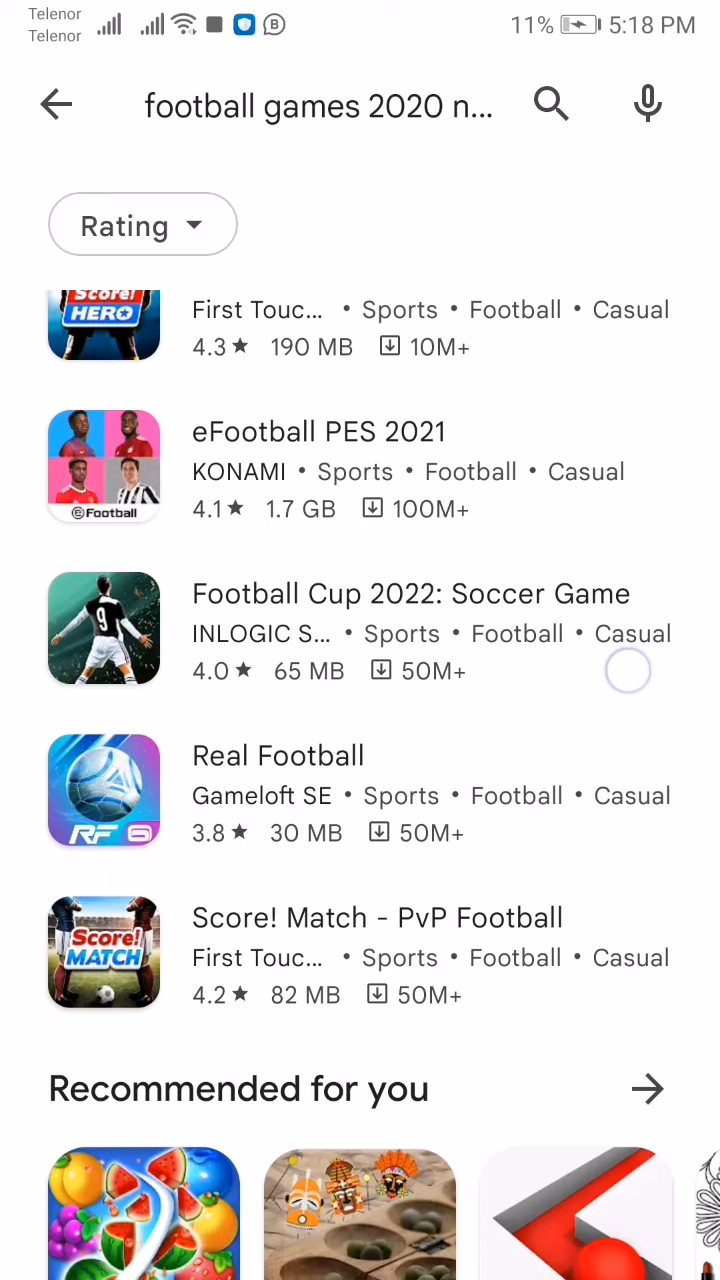 Telenor
Telenor
11% 5:18 PM
football games 2020 n...
Rating
Score!
HERO
First Touc... • Sports • Football • Casual
4.3★ 190 MB 10M+
eFootball PES 2021
KONAMI • Sports • Football • Casual
4.1★ 1.7 GB 100M+
eFootball
Football Cup 2022: Soccer Game
9
INLOGIC S... • Sports • Football • Casual
4.0★ 65 MB 50M+
Real Football
Gameloft SE • Sports • Football • Casual
3.8★ 30 MB 50M+
RF
Score! Match - PvP Football
Score!
MATCH
First Touc... • Sports • Football • Casual
4.2★ 82 MB 50M+
Recommended for you